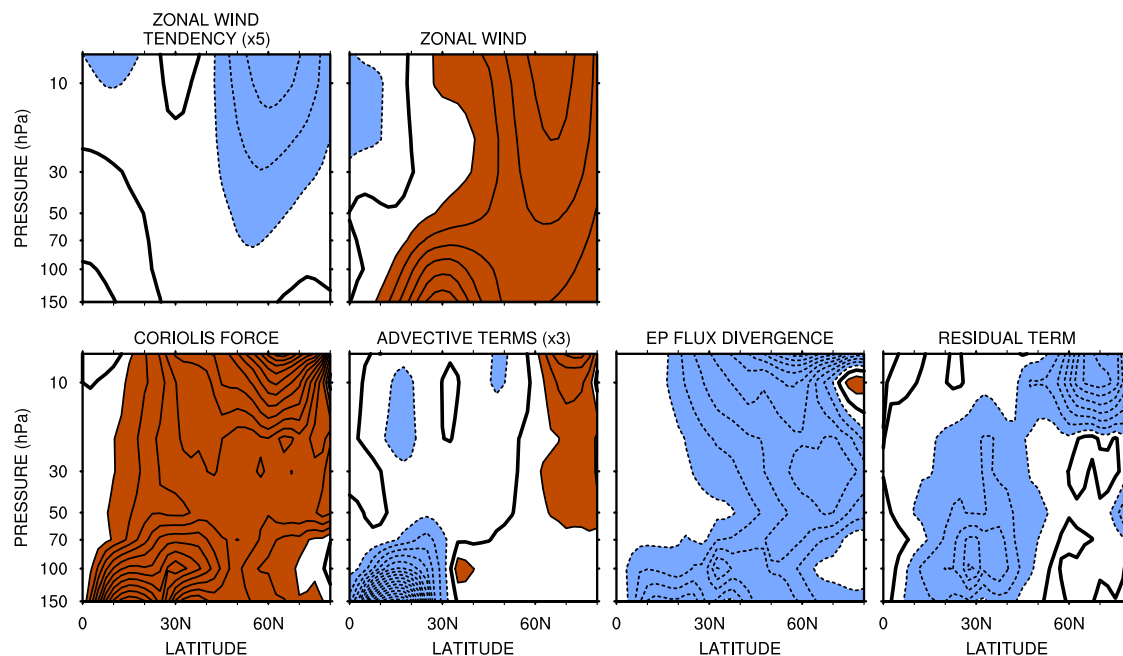 ZONAL WIND
TENDENCY (x5)
ZONAL WIND
PRESSURE (hPa)
10
30
50
70
100
150
CORIOLIS FORCE
ADVECTIVE TERMS (x3)
EP FLUX DIVERGENCE
RESIDUAL TERM
PRESSURE (hPa)
10
30
50
70
100
150
0 30N 60N
0 30N 60N
0 30N 60N
0 30N 60N
LATITUDE
LATITUDE
LATITUDE
LATITUDE